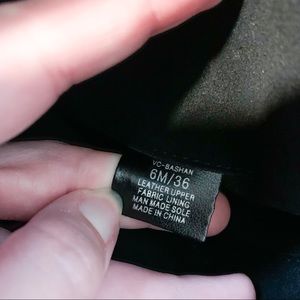 VC-BASHAN
6M/36
LEATHER UPPER
FABRIC LINING
MAN MADE SOLE
MADE IN CHINA